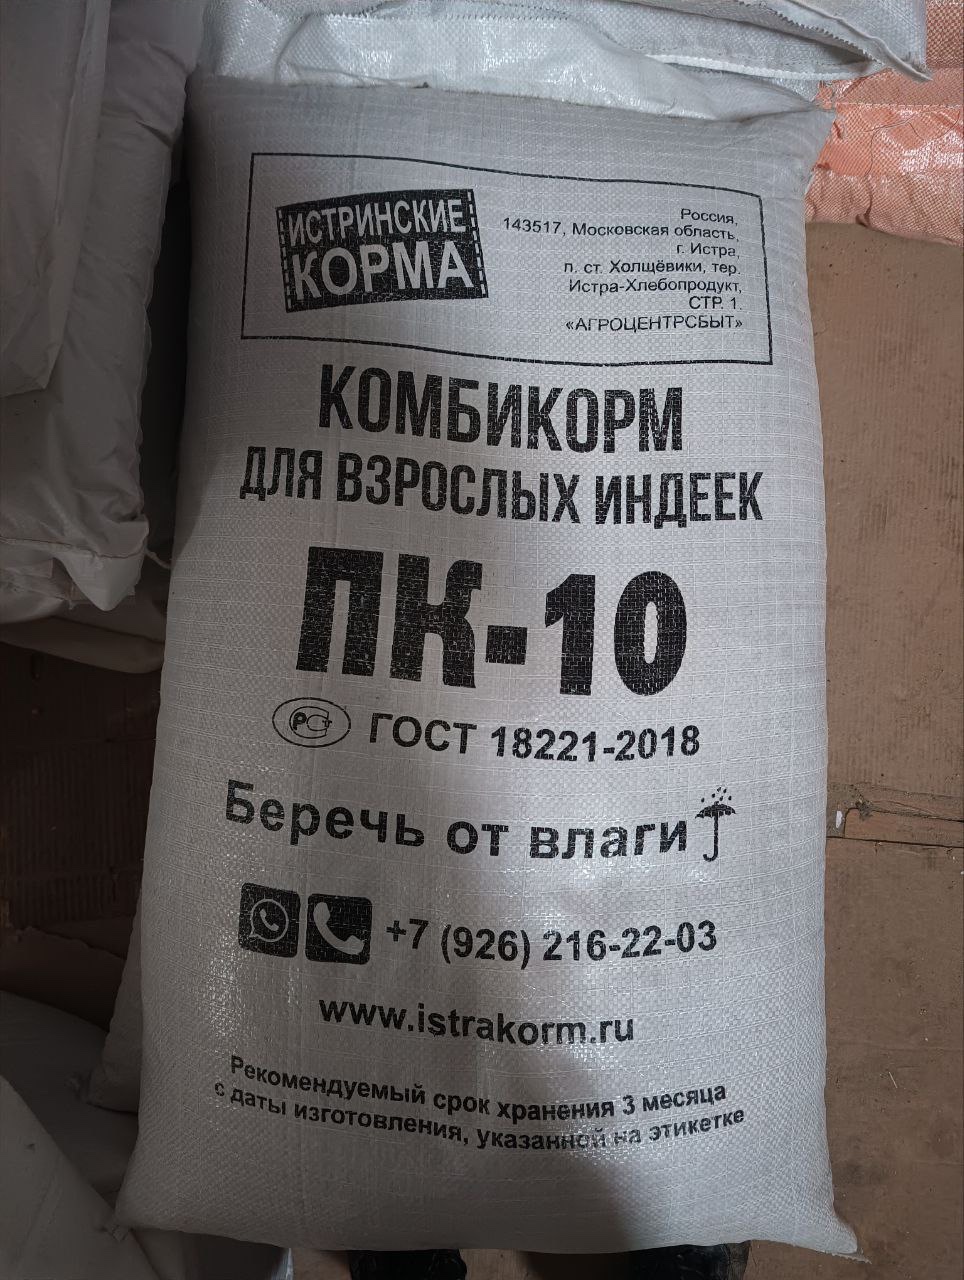 ИСТРИНСКИЕ
КОРМА
Россия,
143517, Московская область,
г. Истра,
п. ст. Холщёвики, тер.
Истра-Хлебопродукт,
СТР. 1.
«АГРОЦЕНТРСБЫТ»
КОМБИКОРМ
ДЛЯ ВЗРОСЛЫХ ИНДЕЕК
ПК-10
РСТ ГОСТ 18221-2018
Беречь от влаги
+7 (926) 216-22-03
www.istrakorm.ru
Рекомендуемый срок хранения 3 месяца
с даты изготовления, указанной на этикетке